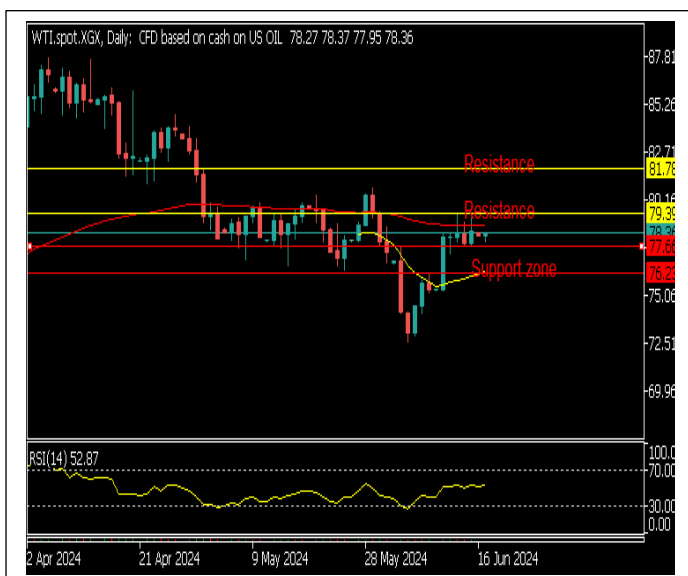 WTI.spot.XGX, Daily: CFD based on cash on US OIL 78.27 78.37 77.95 78.36
87.81
85.26
82.71
Resistance
81.78
80.16
Resistance
79.39
78.36
77.66
Support zone
76.23
75.06
72.51
69.96
RSI(14) 52.87
100.0
70.00
30.00
0.00
2 Apr 2024 21 Apr 2024 9 May 2024 28 May 2024 16 Jun 2024